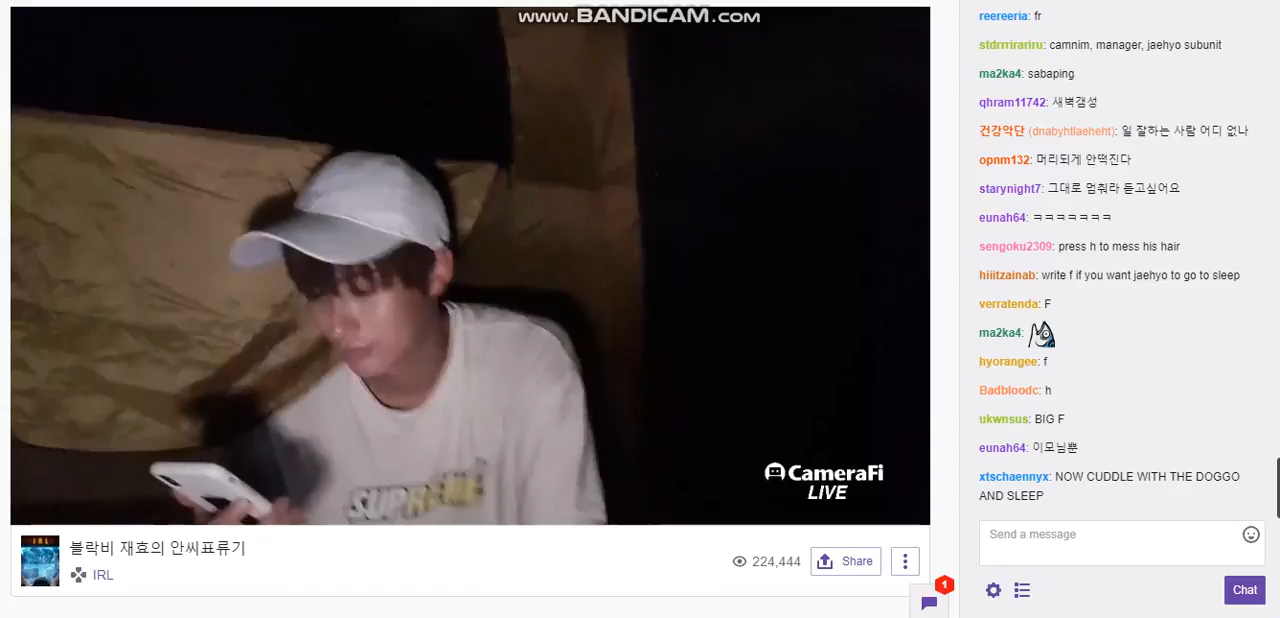 www.BANDICAM.COM
SUPREME
CameraFi
LIVE
블락비 재효의 안씨표류기
IRL
224,444
Share
1
reereeria: fr
stdrrrirariru: camnim, manager, jaehyo subunit
ma2ka4: sabaping
qhram11742: 새벽갬성
건강악단 (dnabyhtlaeheht): 일 잘하는 사람 어디 없나
opnm132: 머리되게 안떡진다
starynight7: 그대로 멈춰라 듣고싶어요
eunah64: ㅋㅋㅋㅋㅋㅋㅋ
sengoku2309: press h to mess his hair
hiiitzainab: write f if you want jaehyo to go to sleep
verratenda: F
ma2ka4:
hyorangee: f
Badbloodc: h
ukwnsus: BIG F
eunah64: 이모님뿐
xtschaennyx: NOW CUDDLE WITH THE DOGGO
AND SLEEP
Send a message
Chat